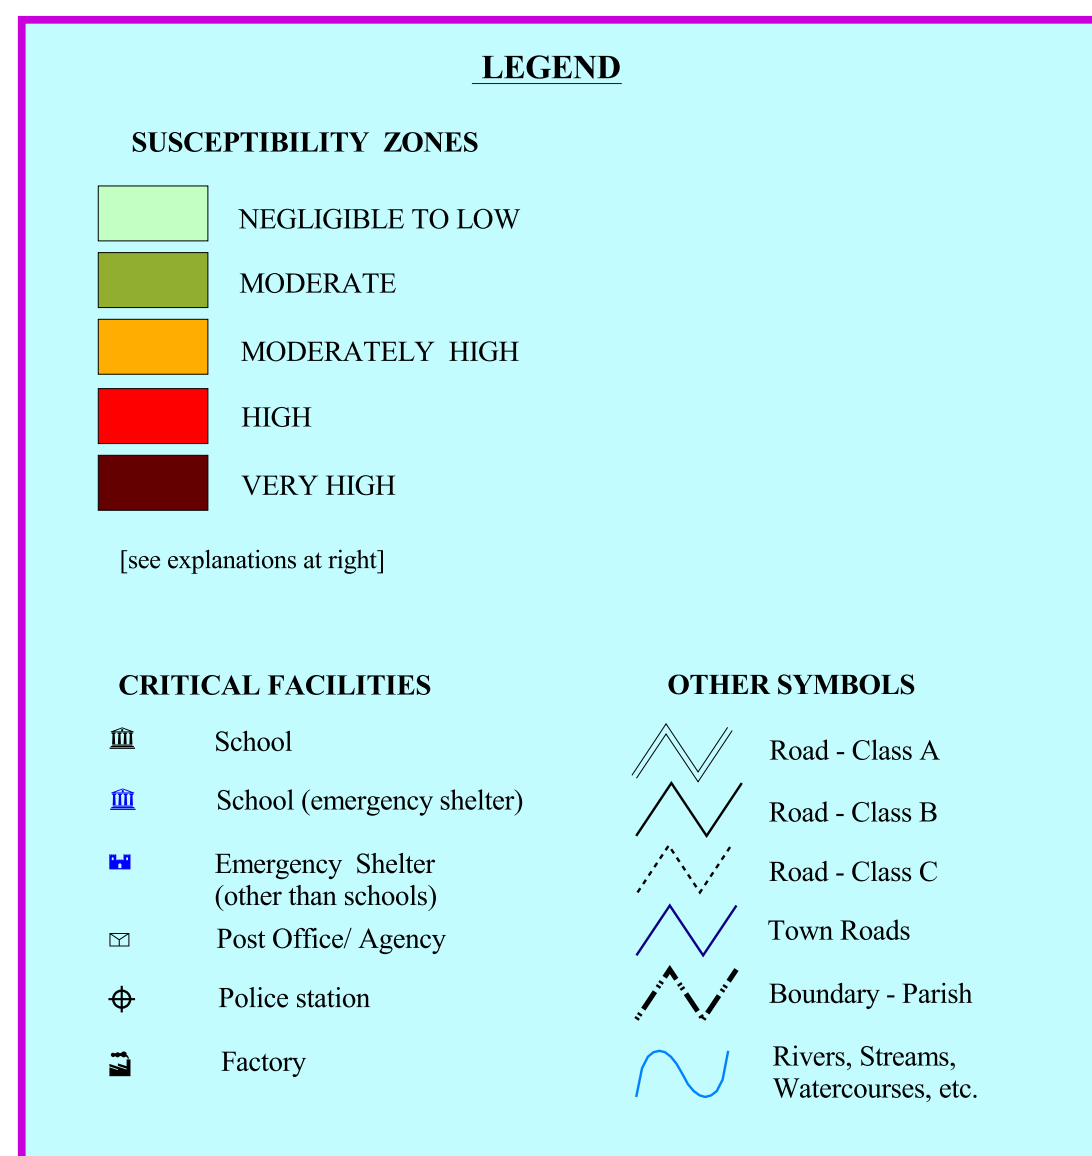 LEGEND
SUSCEPTIBILITY ZONES
NEGLIGIBLE TO LOW
MODERATE
MODERATELY HIGH
HIGH
VERY HIGH
[see explanations at right]
CRITICAL FACILITIES
School
School (emergency shelter)
Emergency Shelter
(other than schools)
Post Office/ Agency
Police station
Factory
OTHER SYMBOLS
Road - Class A
Road - Class B
Road - Class C
Town Roads
Boundary - Parish
Rivers, Streams,
Watercourses, etc.